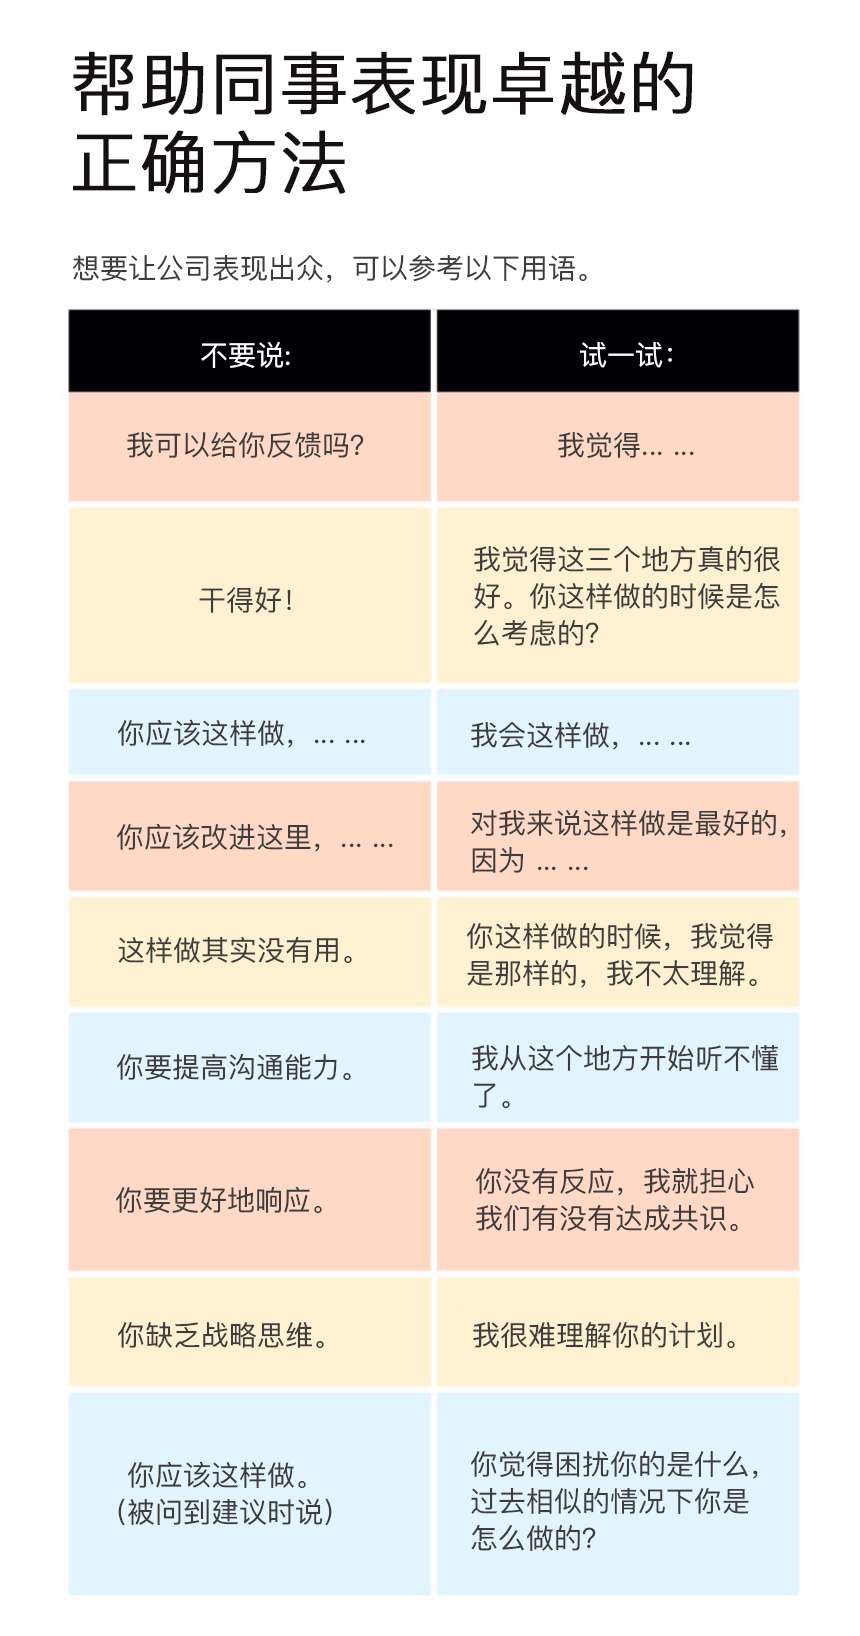 帮助同事表现卓越的
正确方法
想要让公司表现出众，可以参考以下用语。
不要说:
试一试：
我可以给你反馈吗？
我觉得... ...
干得好！
我觉得这三个地方真的很
好。你这样做的时候是怎
么考虑的？
你应该这样做，... ...
我会这样做，... ...
你应该改进这里，... ...
对我来说这样做是最好的，
因为 ... ...
这样做其实没有用。
你这样做的时候，我觉得
是那样的，我不太理解。
你要提高沟通能力。
我从这个地方开始听不懂
了。
你要更好地响应。
你没有反应，我就担心
我们有没有达成共识。
你缺乏战略思维。
我很难理解你的计划。
你应该这样做。
（被问到建议时说）
你觉得困扰你的是什么，
过去相似的情况下你是
怎么做的？